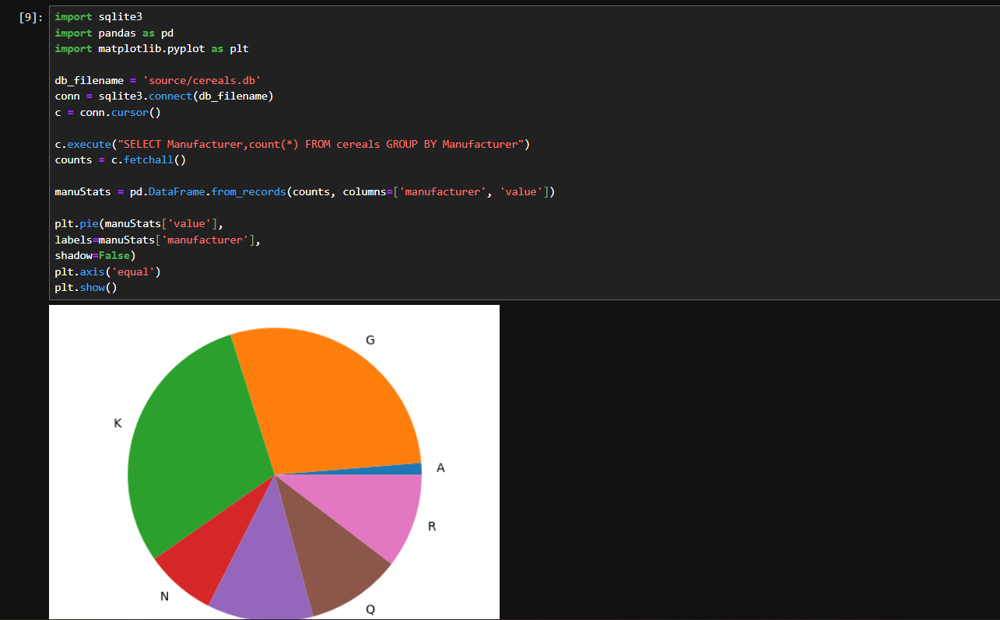 [9]:
import sqlite3
import pandas as pd
import matplotlib.pyplot as plt
db_filename = 'source/cereals.db'
conn = sqlite3.connect(db_filename)
c = conn.cursor()
c.execute("SELECT Manufacturer,count(*) FROM cereals GROUP BY Manufacturer")
counts = c.fetchall()
manuStats = pd.DataFrame.from_records(counts, columns=['manufacturer', 'value'])
plt.pie(manuStats['value'],
labels=manuStats['manufacturer'],
shadow=False)
plt.axis('equal')
plt.show()
G
K
A
R
N
Q